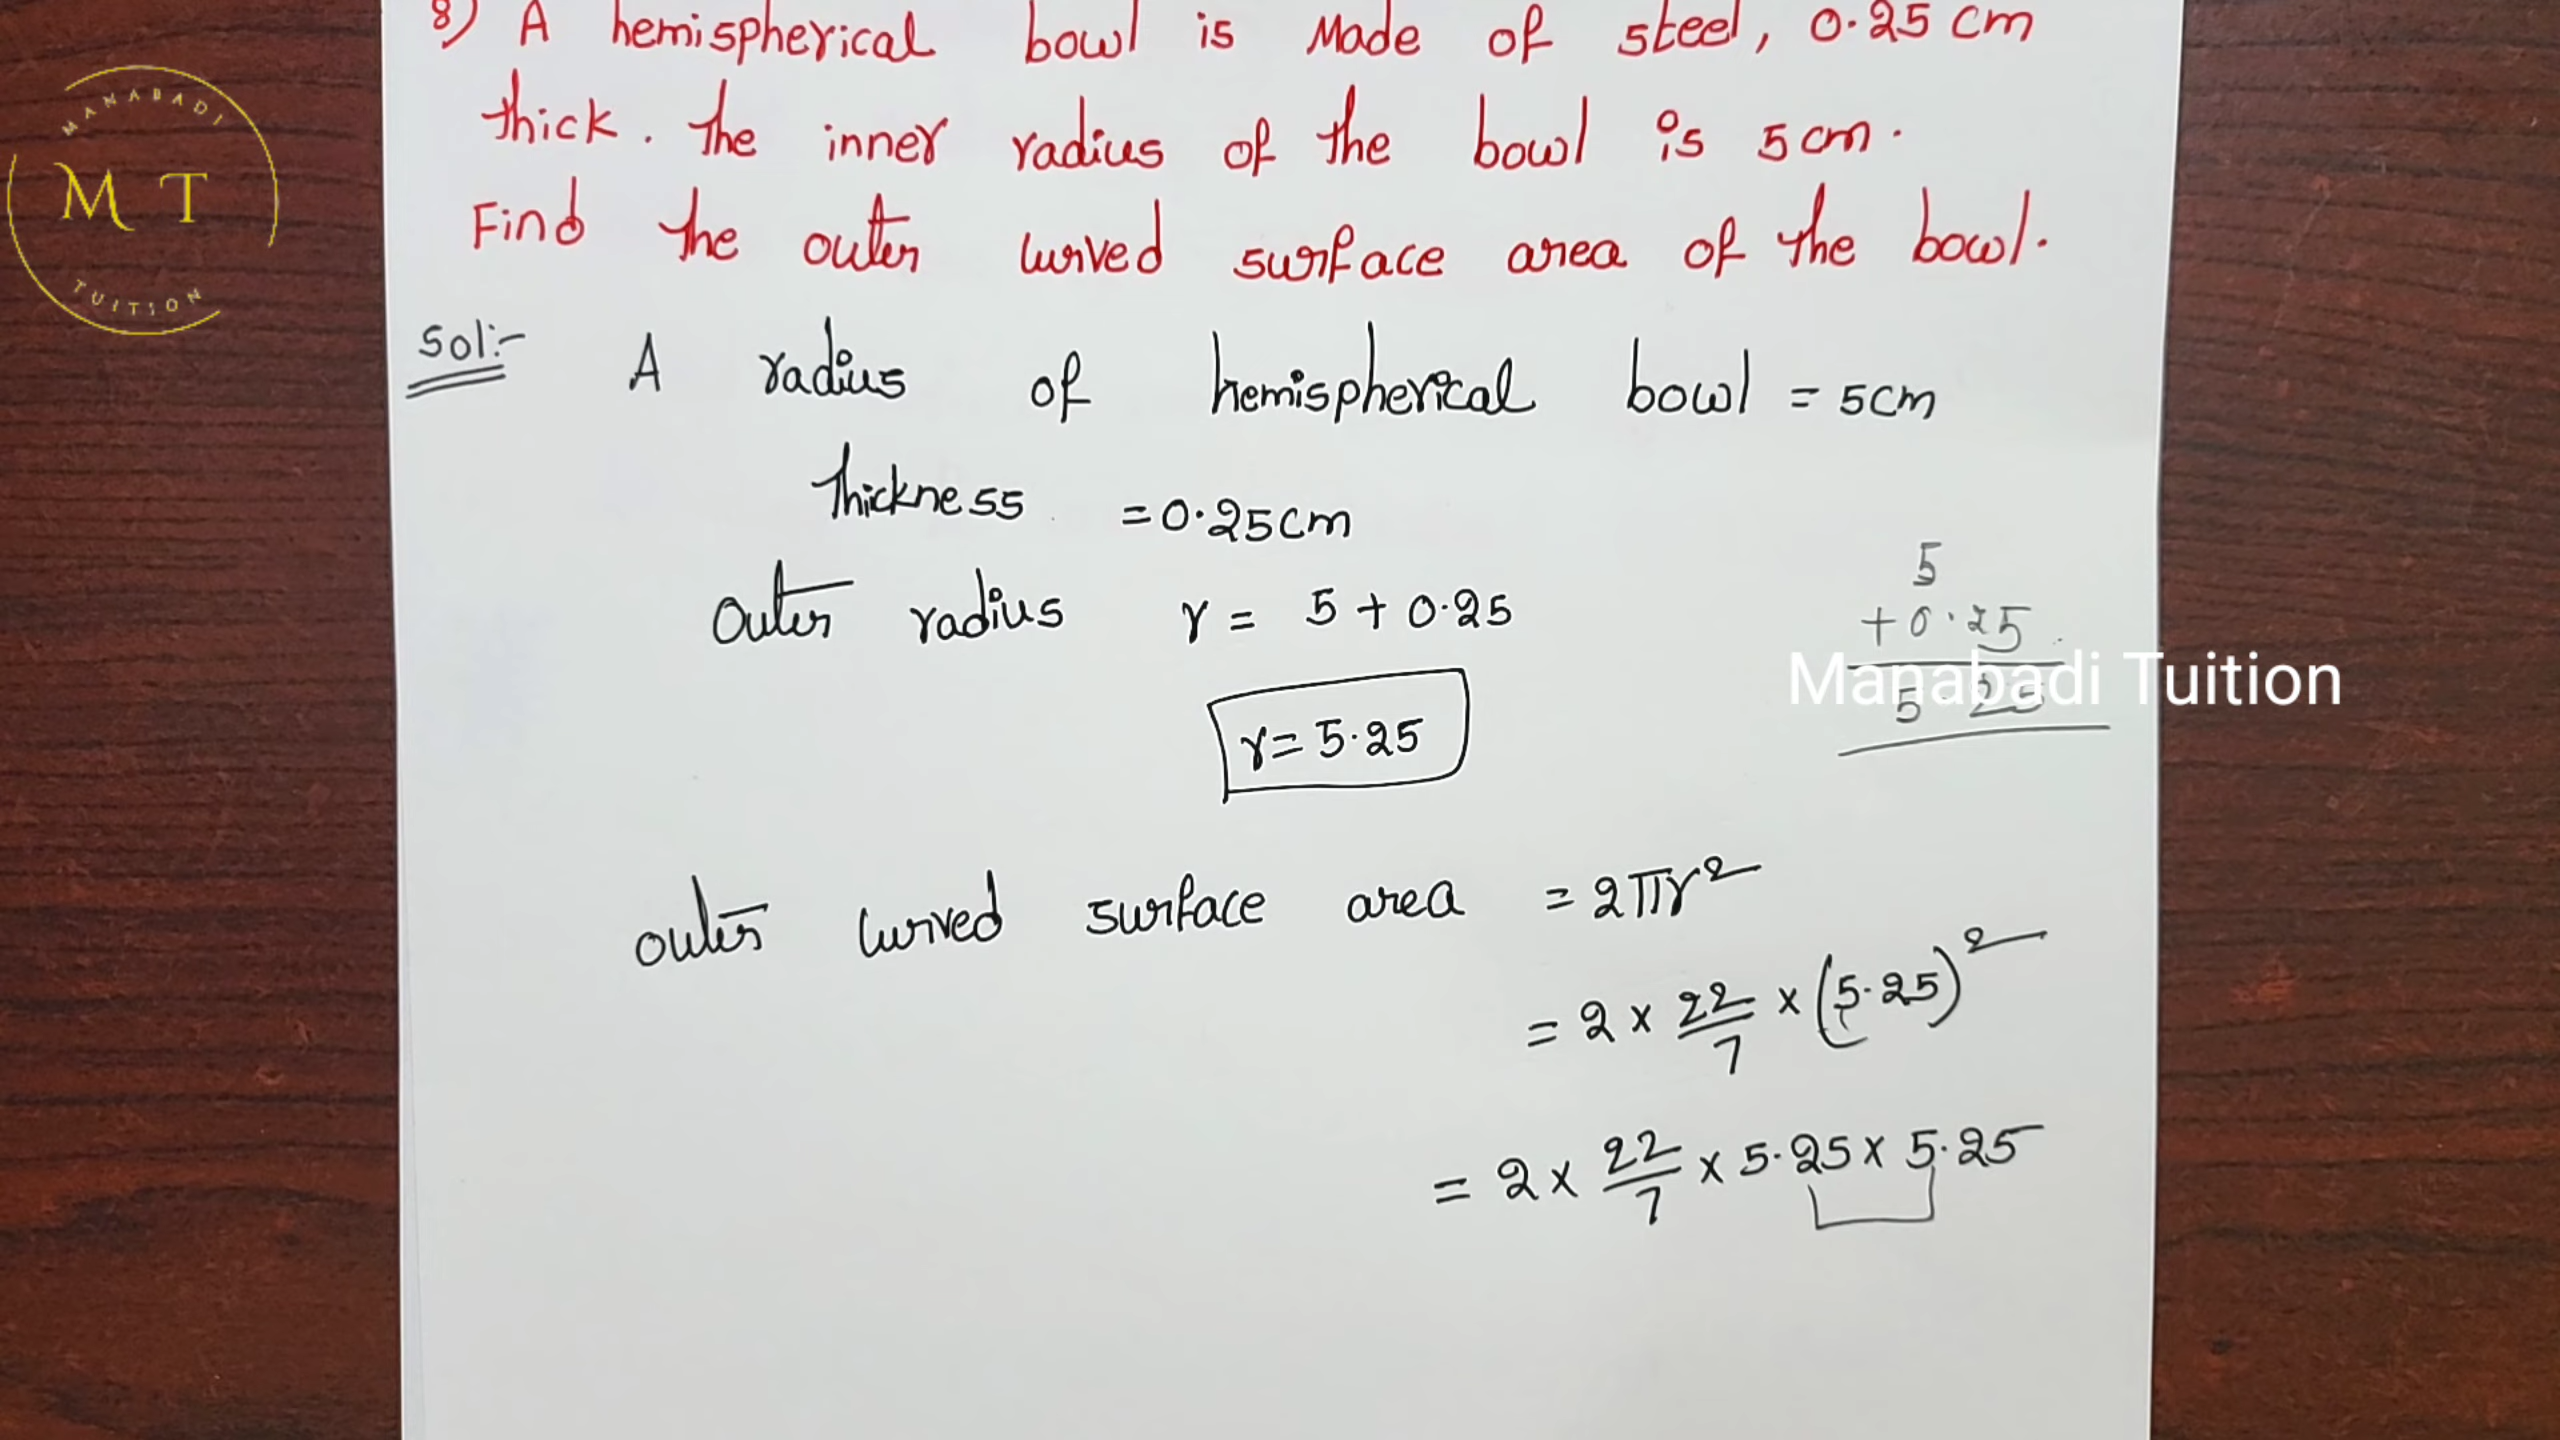 MANABADI
M T
TUITION
8) A hemispherical bowl is Made of steel, 0.25 cm
thick. The inner radius of the bowl is 5cm.
Find the outer curved surface area of the bowl.
Sol:- A radius of hemispherical bowl = 5cm
Thickness = 0.25cm
Outer radius r = 5 + 0.25
r = 5.25
5
+ 0.25
5.25
Manabadi Tuition
outer curved surface area = 2πr²
= 2 × 22/7 × (5.25)²
= 2 × 22/7 × 5.25 × 5.25